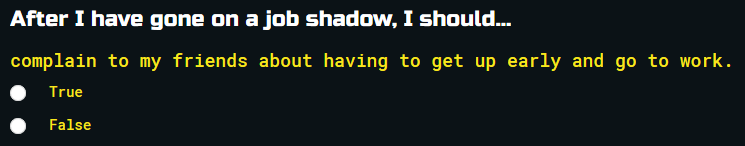 After I have gone on a job shadow, I should...
complain to my friends about having to get up early and go to work.
True
False